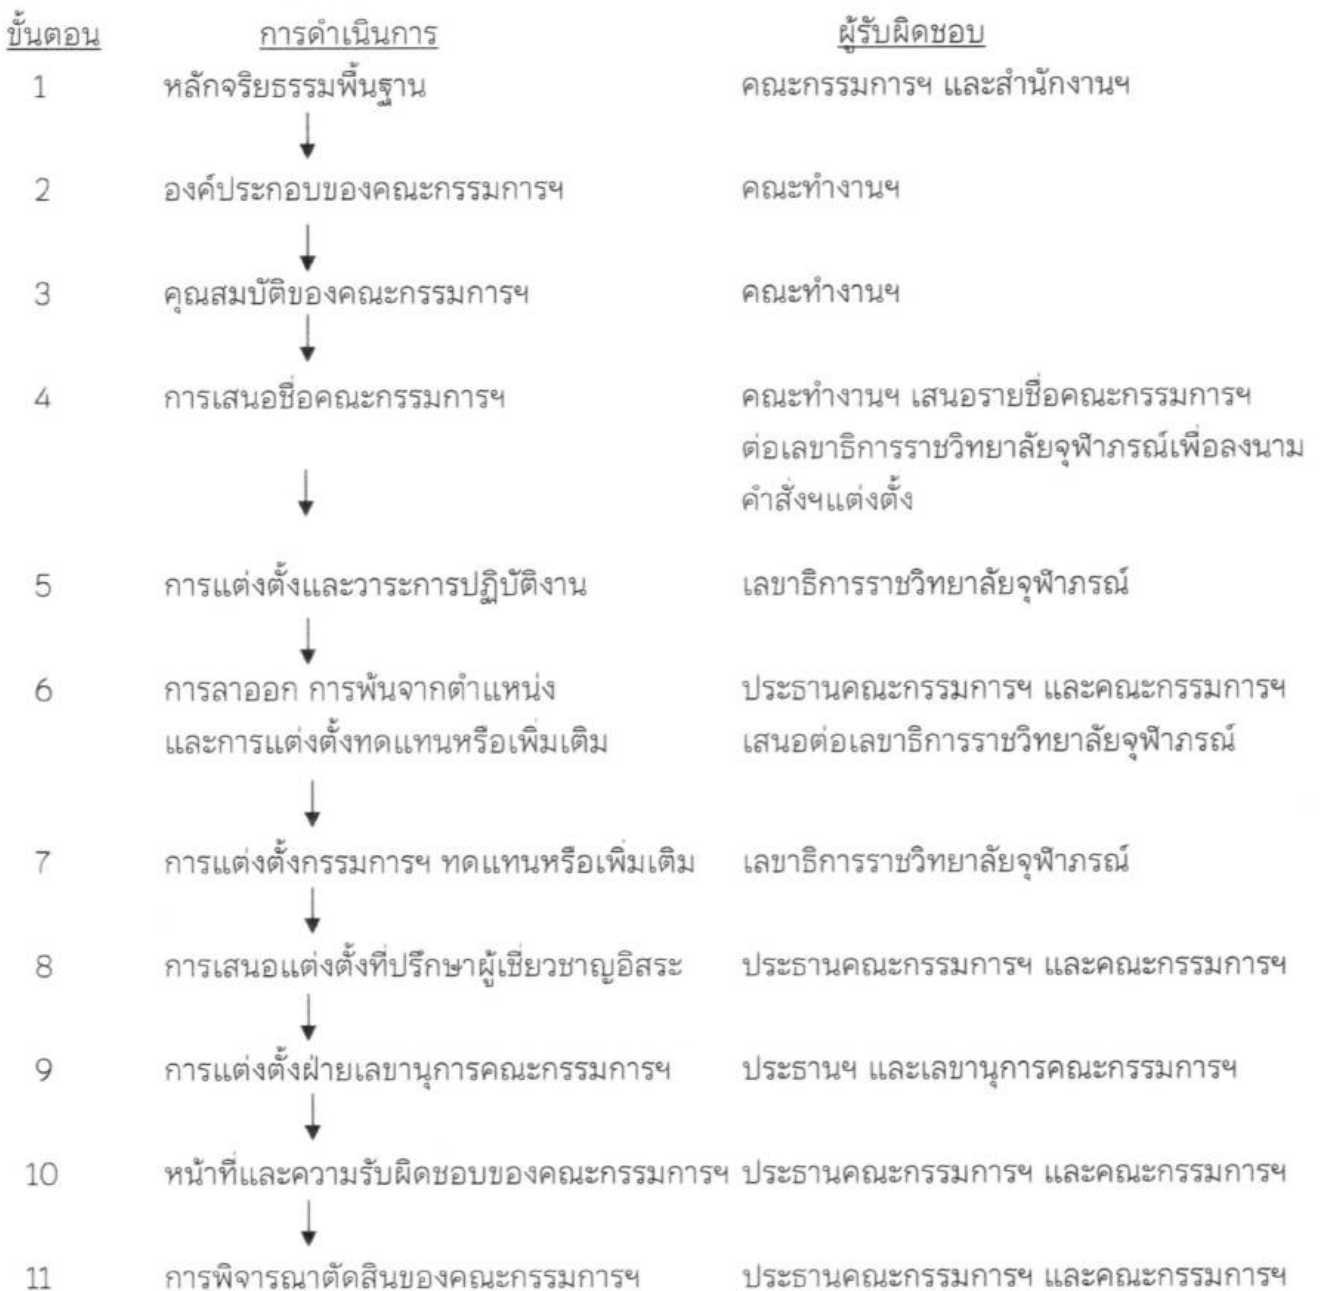 ขั้นตอน การดำเนินการ ผู้รับผิดชอบ
1 หลักจริยธรรมพื้นฐาน คณะกรรมการฯ และสำนักงานฯ
2 องค์ประกอบของคณะกรรมการฯ คณะทำงานฯ
3 คุณสมบัติของคณะกรรมการฯ คณะทำงานฯ
4 การเสนอชื่อคณะกรรมการฯ คณะทำงานฯ เสนอรายชื่อคณะกรรมการฯ
ต่อเลขาธิการราชวิทยาลัยจุฬาภรณ์เพื่อลงนาม
คำสั่งฯแต่งตั้ง
5 การแต่งตั้งและวาระการปฏิบัติงาน เลขาธิการราชวิทยาลัยจุฬาภรณ์
6 การลาออก การพ้นจากตำแหน่ง ประธานคณะกรรมการฯ และคณะกรรมการฯ
และการแต่งตั้งทดแทนหรือเพิ่มเติม เสนอต่อเลขาธิการราชวิทยาลัยจุฬาภรณ์
7 การแต่งตั้งกรรมการฯ ทดแทนหรือเพิ่มเติม เลขาธิการราชวิทยาลัยจุฬาภรณ์
8 การเสนอแต่งตั้งที่ปรึกษาผู้เชี่ยวชาญอิสระ ประธานคณะกรรมการฯ และคณะกรรมการฯ
9 การแต่งตั้งฝ่ายเลขานุการคณะกรรมการฯ ประธานฯ และเลขานุการคณะกรรมการฯ
10 หน้าที่และความรับผิดชอบของคณะกรรมการฯ ประธานคณะกรรมการฯ และคณะกรรมการฯ
11 การพิจารณาตัดสินของคณะกรรมการฯ ประธานคณะกรรมการฯ และคณะกรรมการฯ